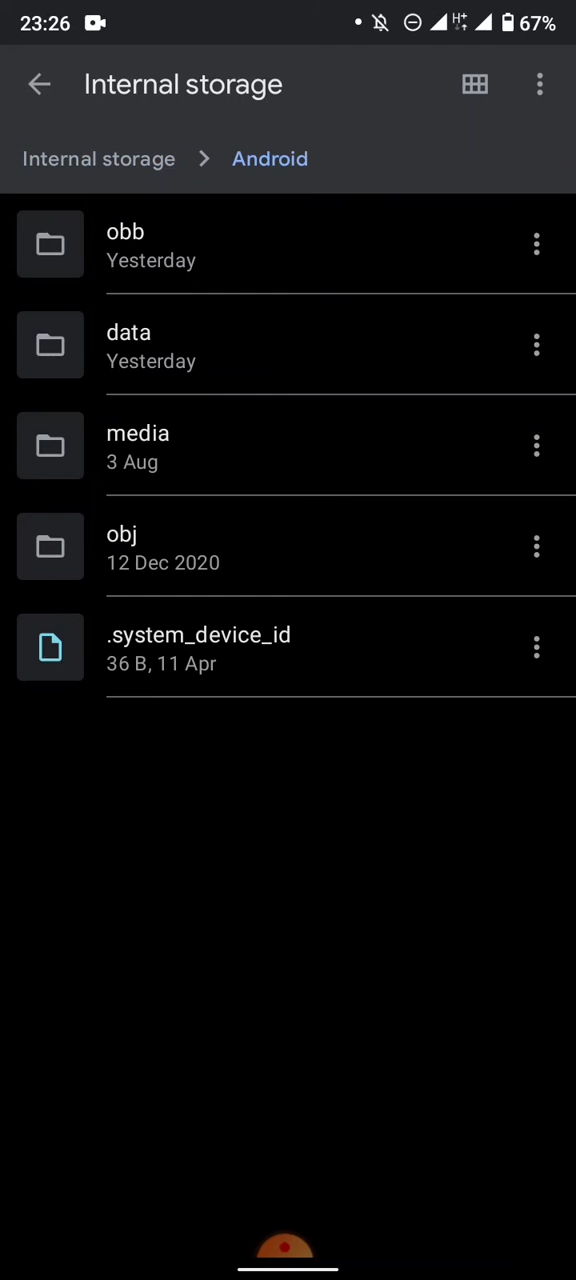 23:26 H+ 67%
Internal storage
Internal storage > Android
obb
Yesterday
data
Yesterday
media
3 Aug
obj
12 Dec 2020
.system_device_id
36 B, 11 Apr